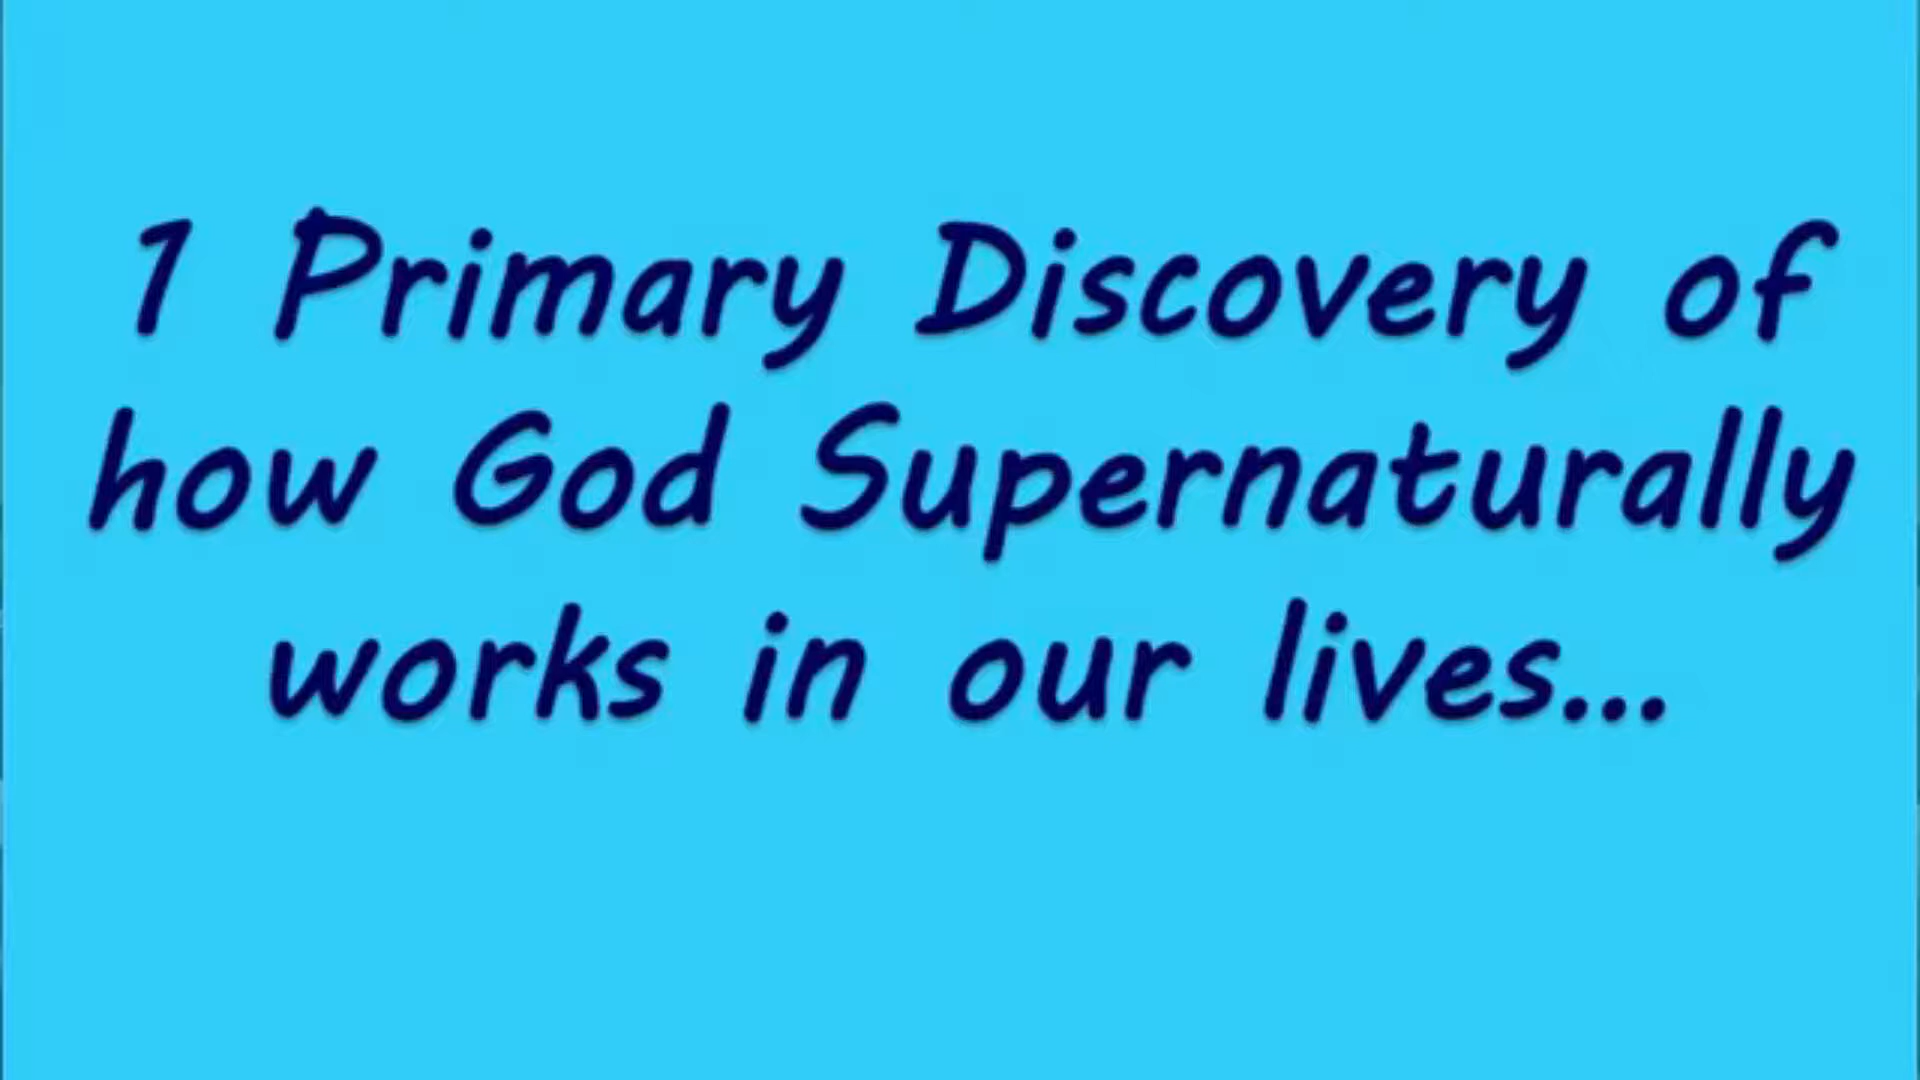 1 Primary Discovery of
how God Supernaturally
works in our lives...